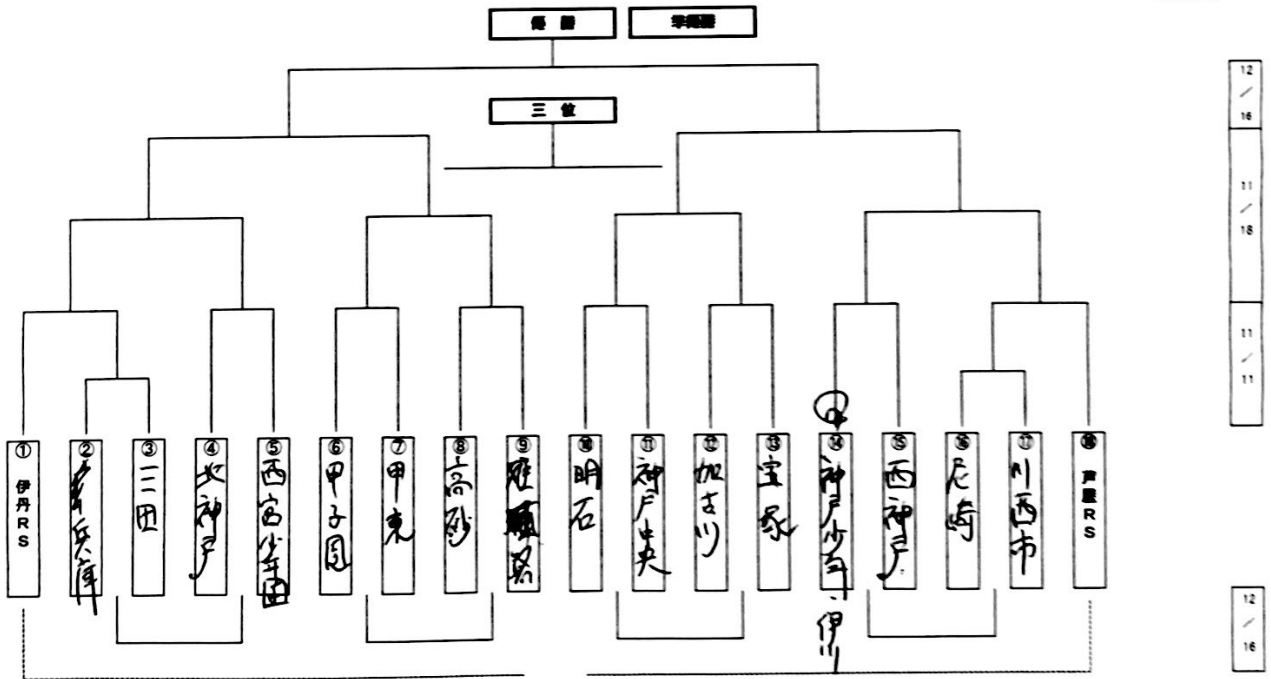 優勝
準優勝
三位
12/16
11/18
11/11
① 伊丹RS
② 兵庫
③ 三田
④ 北神戸
⑤ 西宮少年団
⑥ 甲子園
⑦ 甲東
⑧ 高砂
⑨
⑩ 明石
⑪ 神戸中央
⑫ 加古川
⑬ 宝塚
⑭ 神戸少年・伊川
⑮ 西神戸
⑯ 尼崎
⑰ 川西市
⑱ 芦屋RS
12/16